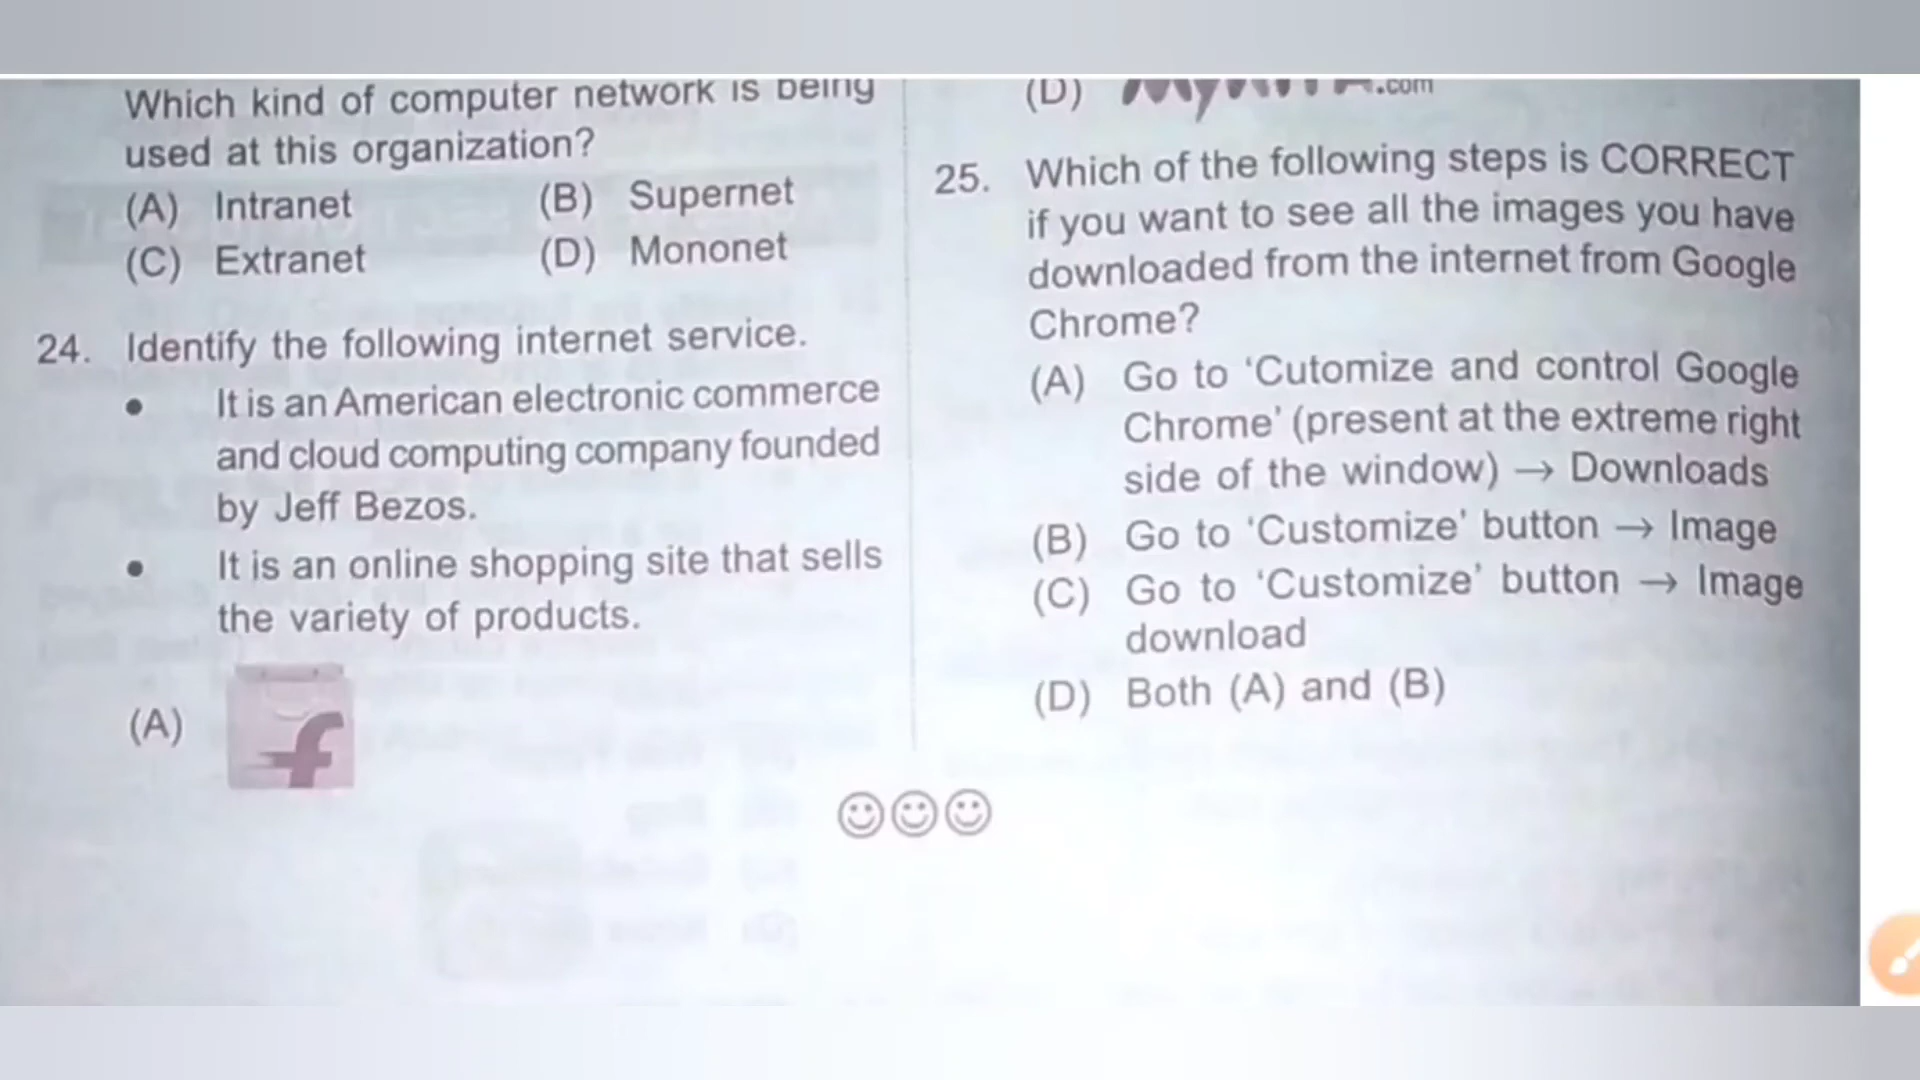 Which kind of computer network is being
used at this organization?
(A) Intranet (B) Supernet
(C) Extranet (D) Mononet
24. Identify the following internet service.
• It is an American electronic commerce
and cloud computing company founded
by Jeff Bezos.
• It is an online shopping site that sells
the variety of products.
(A) f
(D) .com
25. Which of the following steps is CORRECT
if you want to see all the images you have
downloaded from the internet from Google
Chrome?
(A) Go to ‘Cutomize and control Google
Chrome’ (present at the extreme right
side of the window) → Downloads
(B) Go to ‘Customize’ button → Image
(C) Go to ‘Customize’ button → Image
download
(D) Both (A) and (B)